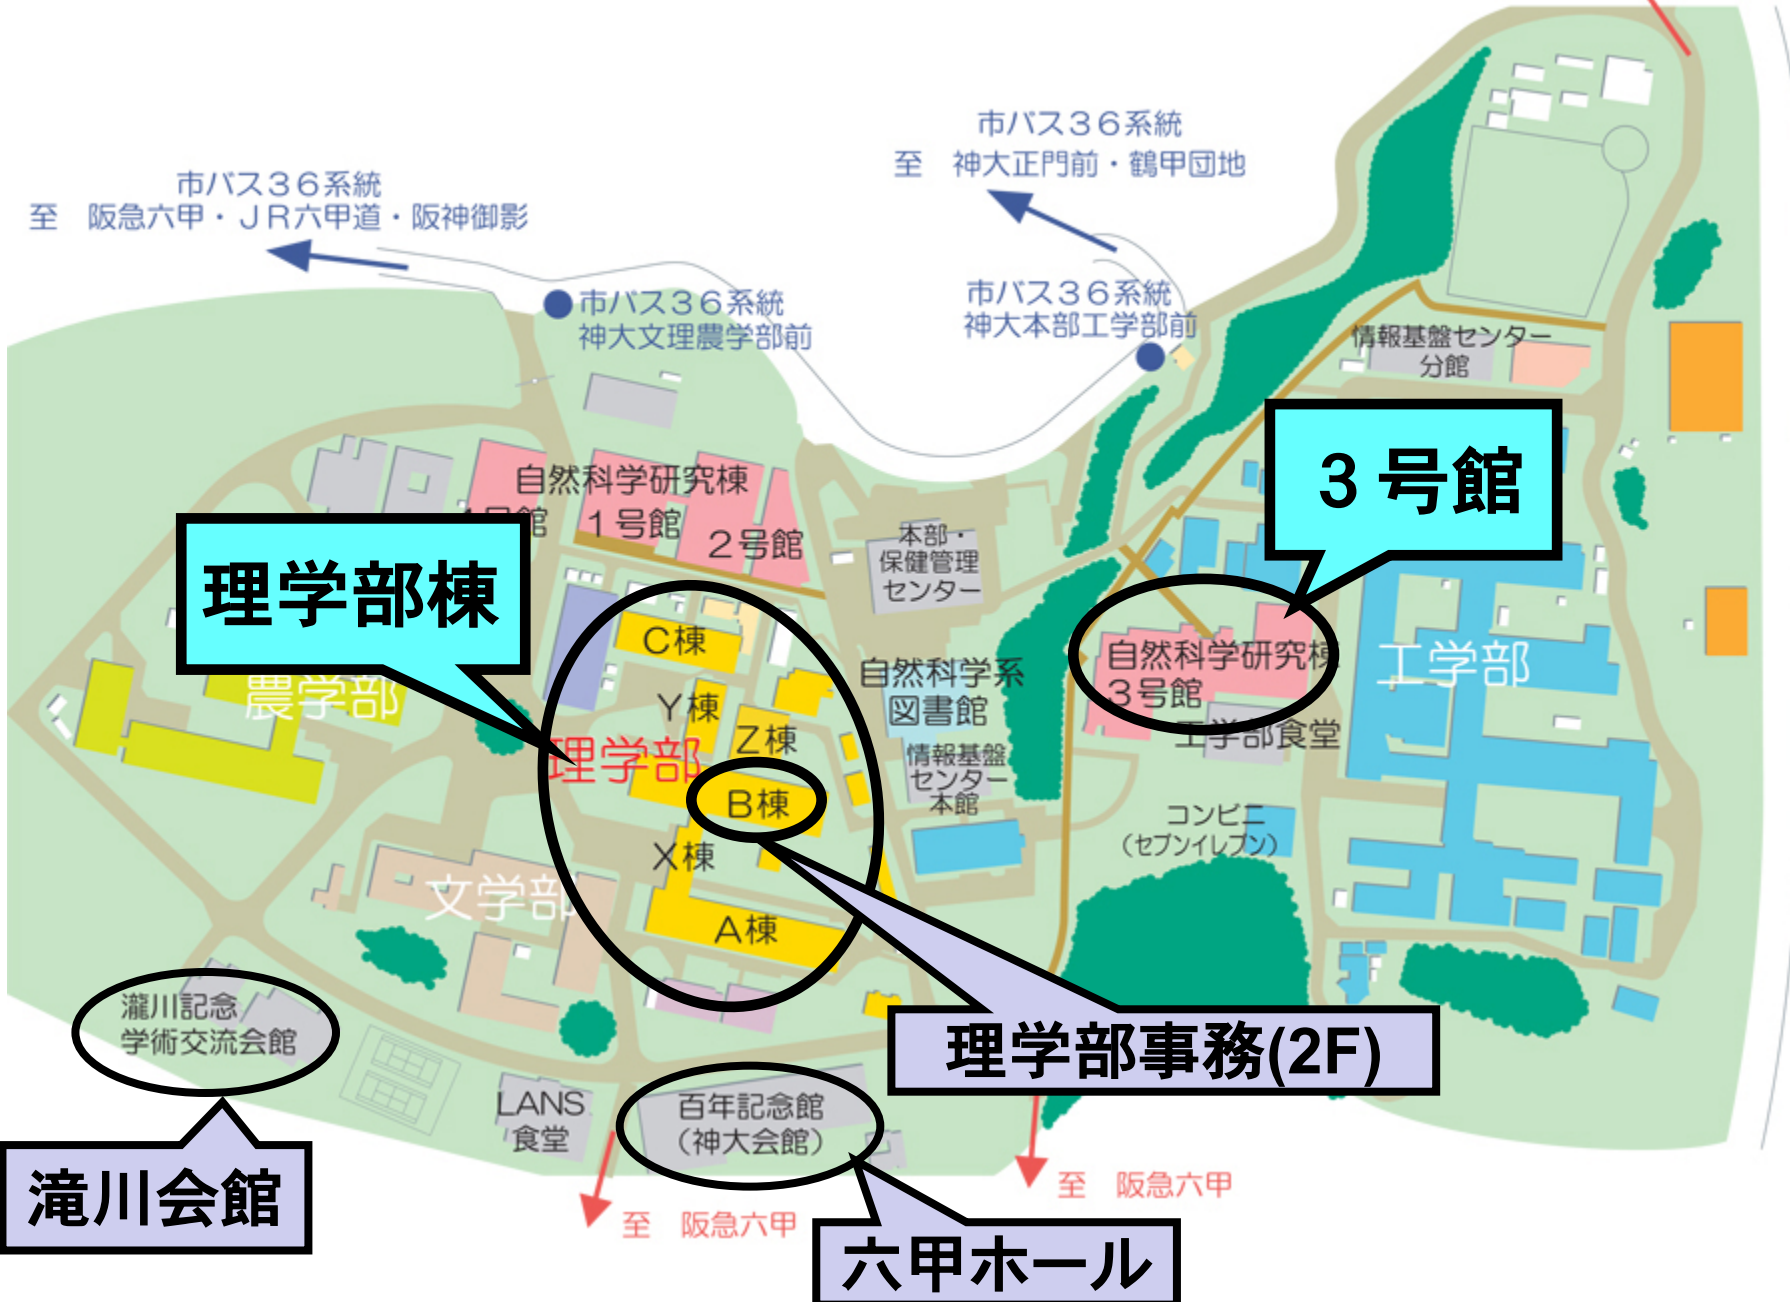 市バス３６系統
至　神大正門前・鶴甲団地
市バス３６系統
至　阪急六甲・ＪＲ六甲道・阪神御影
市バス３６系統
神大文理農学部前
市バス３６系統
神大本部工学部前
情報基盤センター
分館
３号館
自然科学研究棟
４号館
１号館
２号館
本部・
保健管理
センター
理学部棟
C棟
自然科学研究棟
３号館
工学部
自然科学系
図書館
農学部
Y棟
Z棟
工学部食堂
理学部
情報基盤
センター
本館
B棟
コンビニ
（セブンイレブン）
X棟
文学部
A棟
瀧川記念
学術交流会館
理学部事務(2F)
LANS
食堂
百年記念館
（神大会館）
滝川会館
至　阪急六甲
至　阪急六甲
六甲ホール